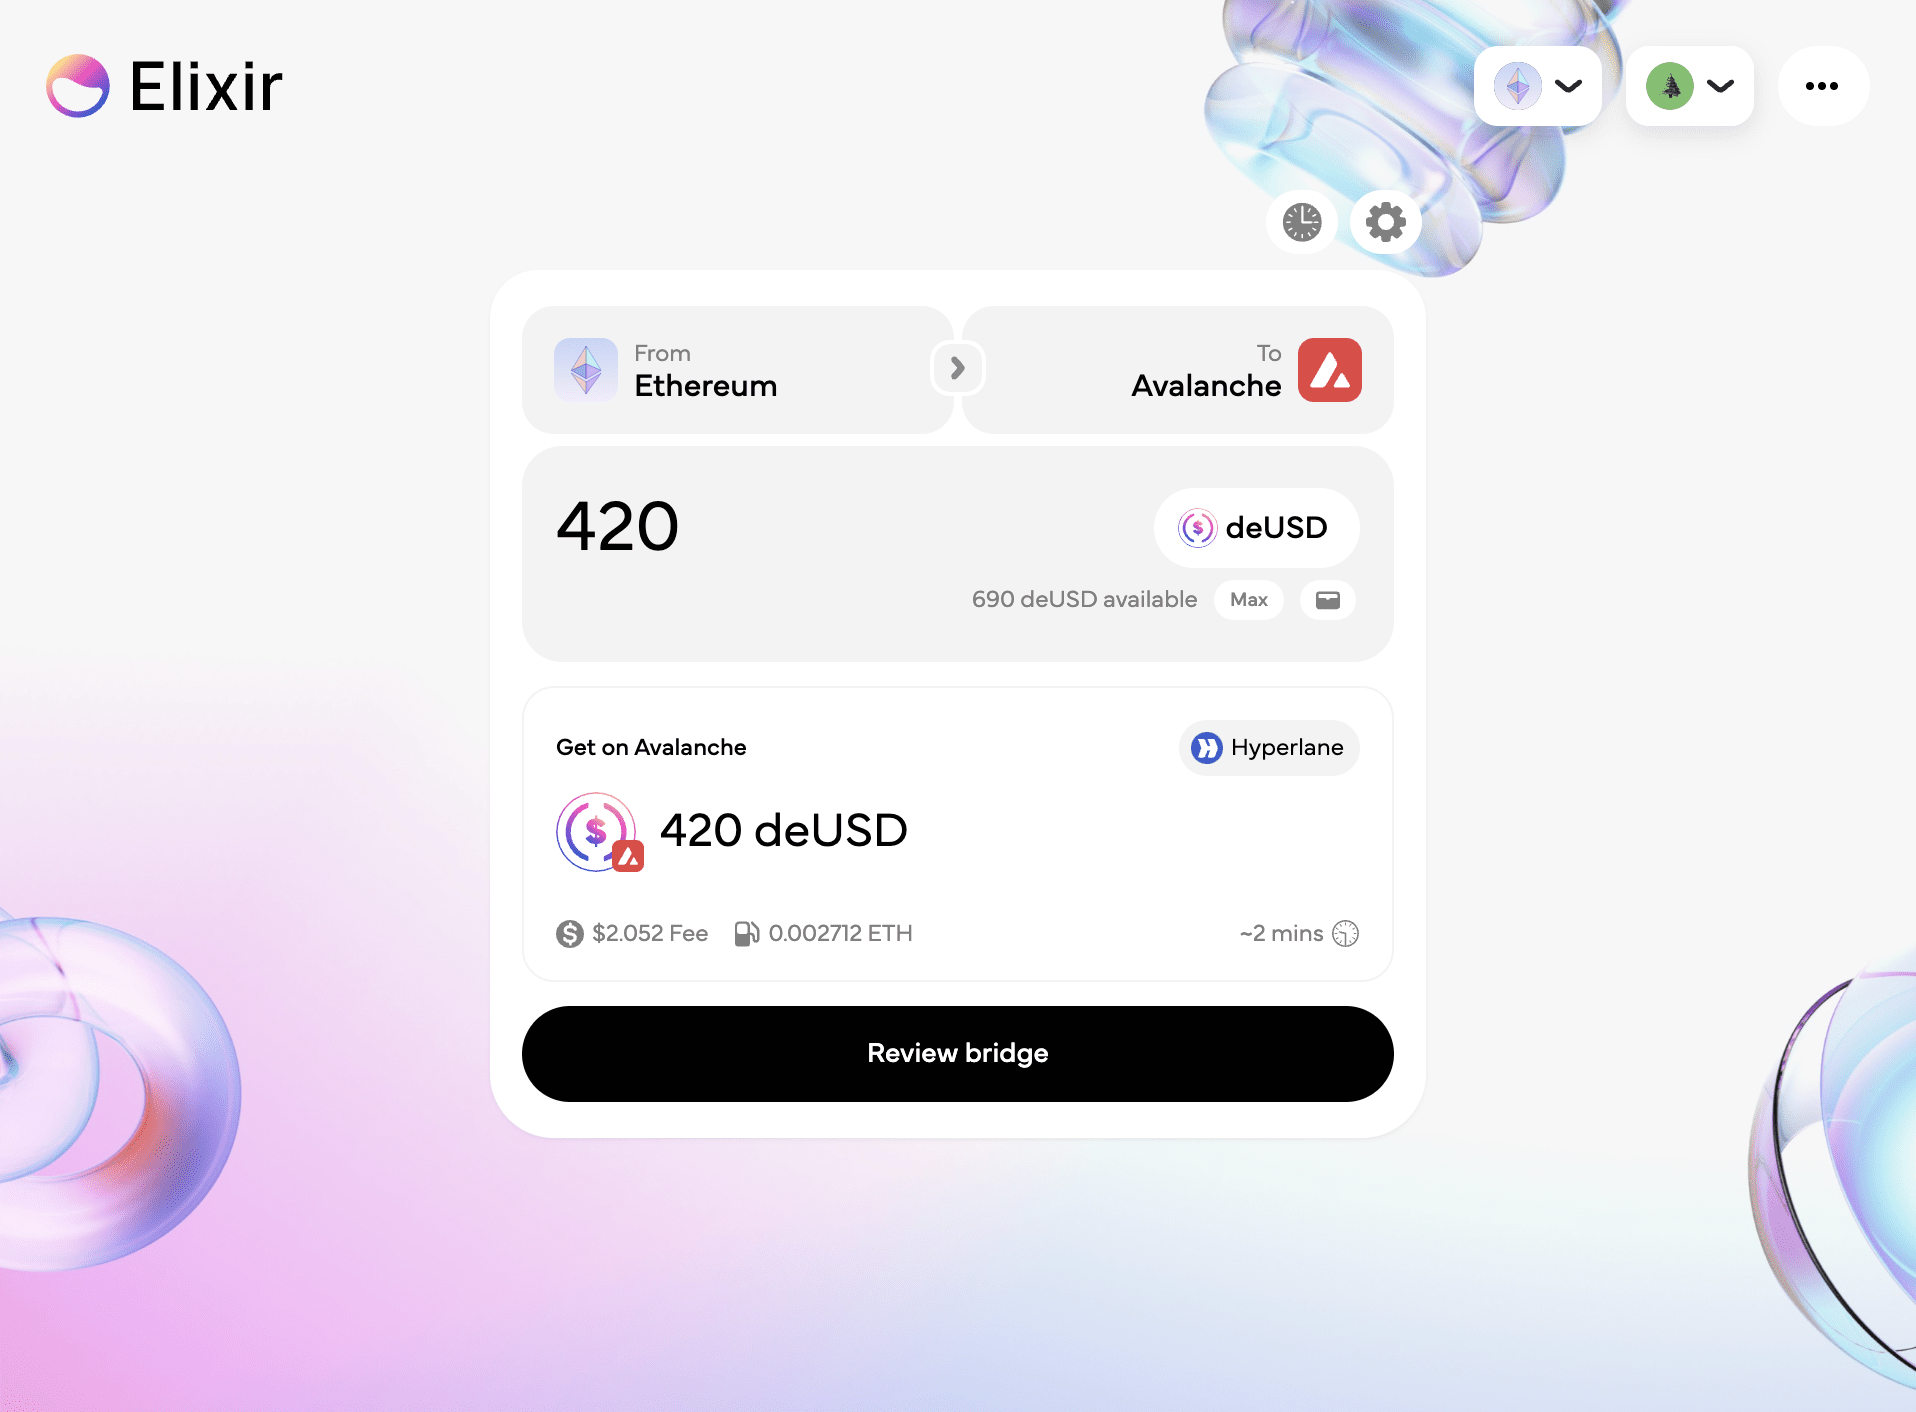 Elixir
From
Ethereum
To
Avalanche
420
deUSD
690 deUSD available
Max
Get on Avalanche
Hyperlane
420 deUSD
$2.052 Fee
0.002712 ETH
~2 mins
Review bridge